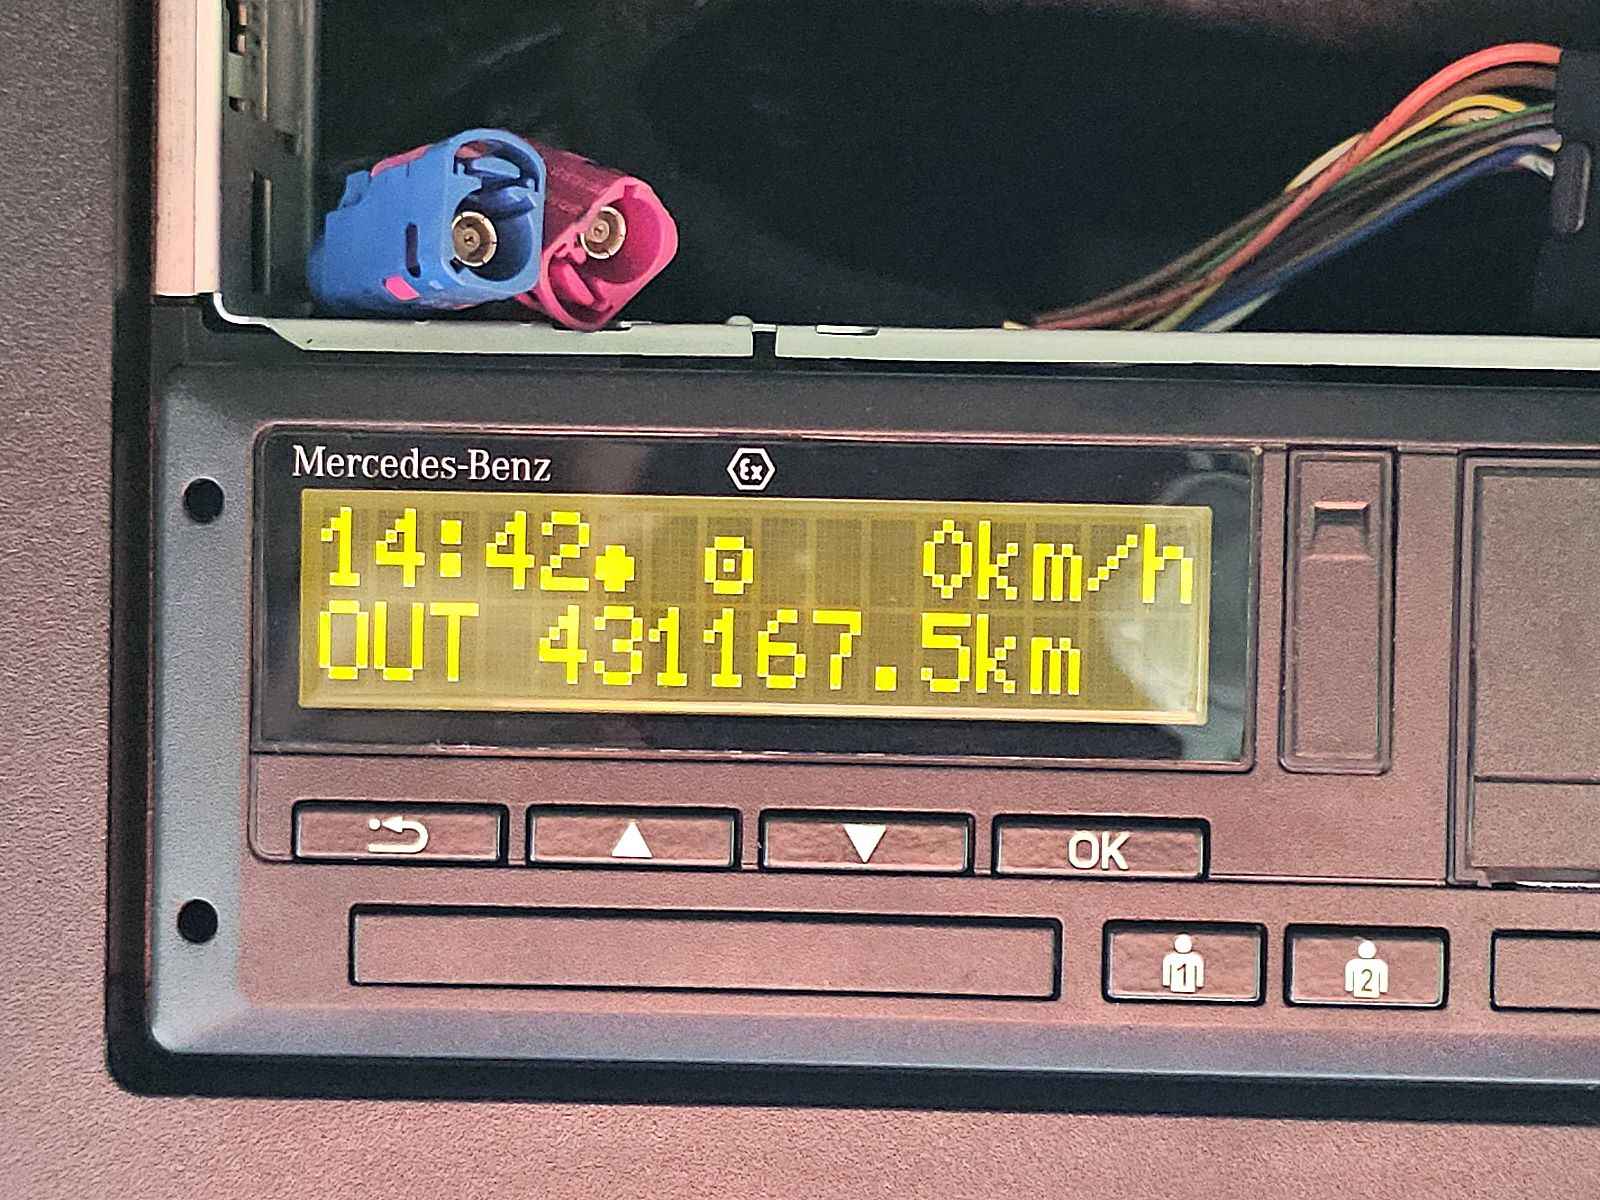 Mercedes-Benz
Ex
14:42• 0km/h
OUT 431167.5km
OK
1
2